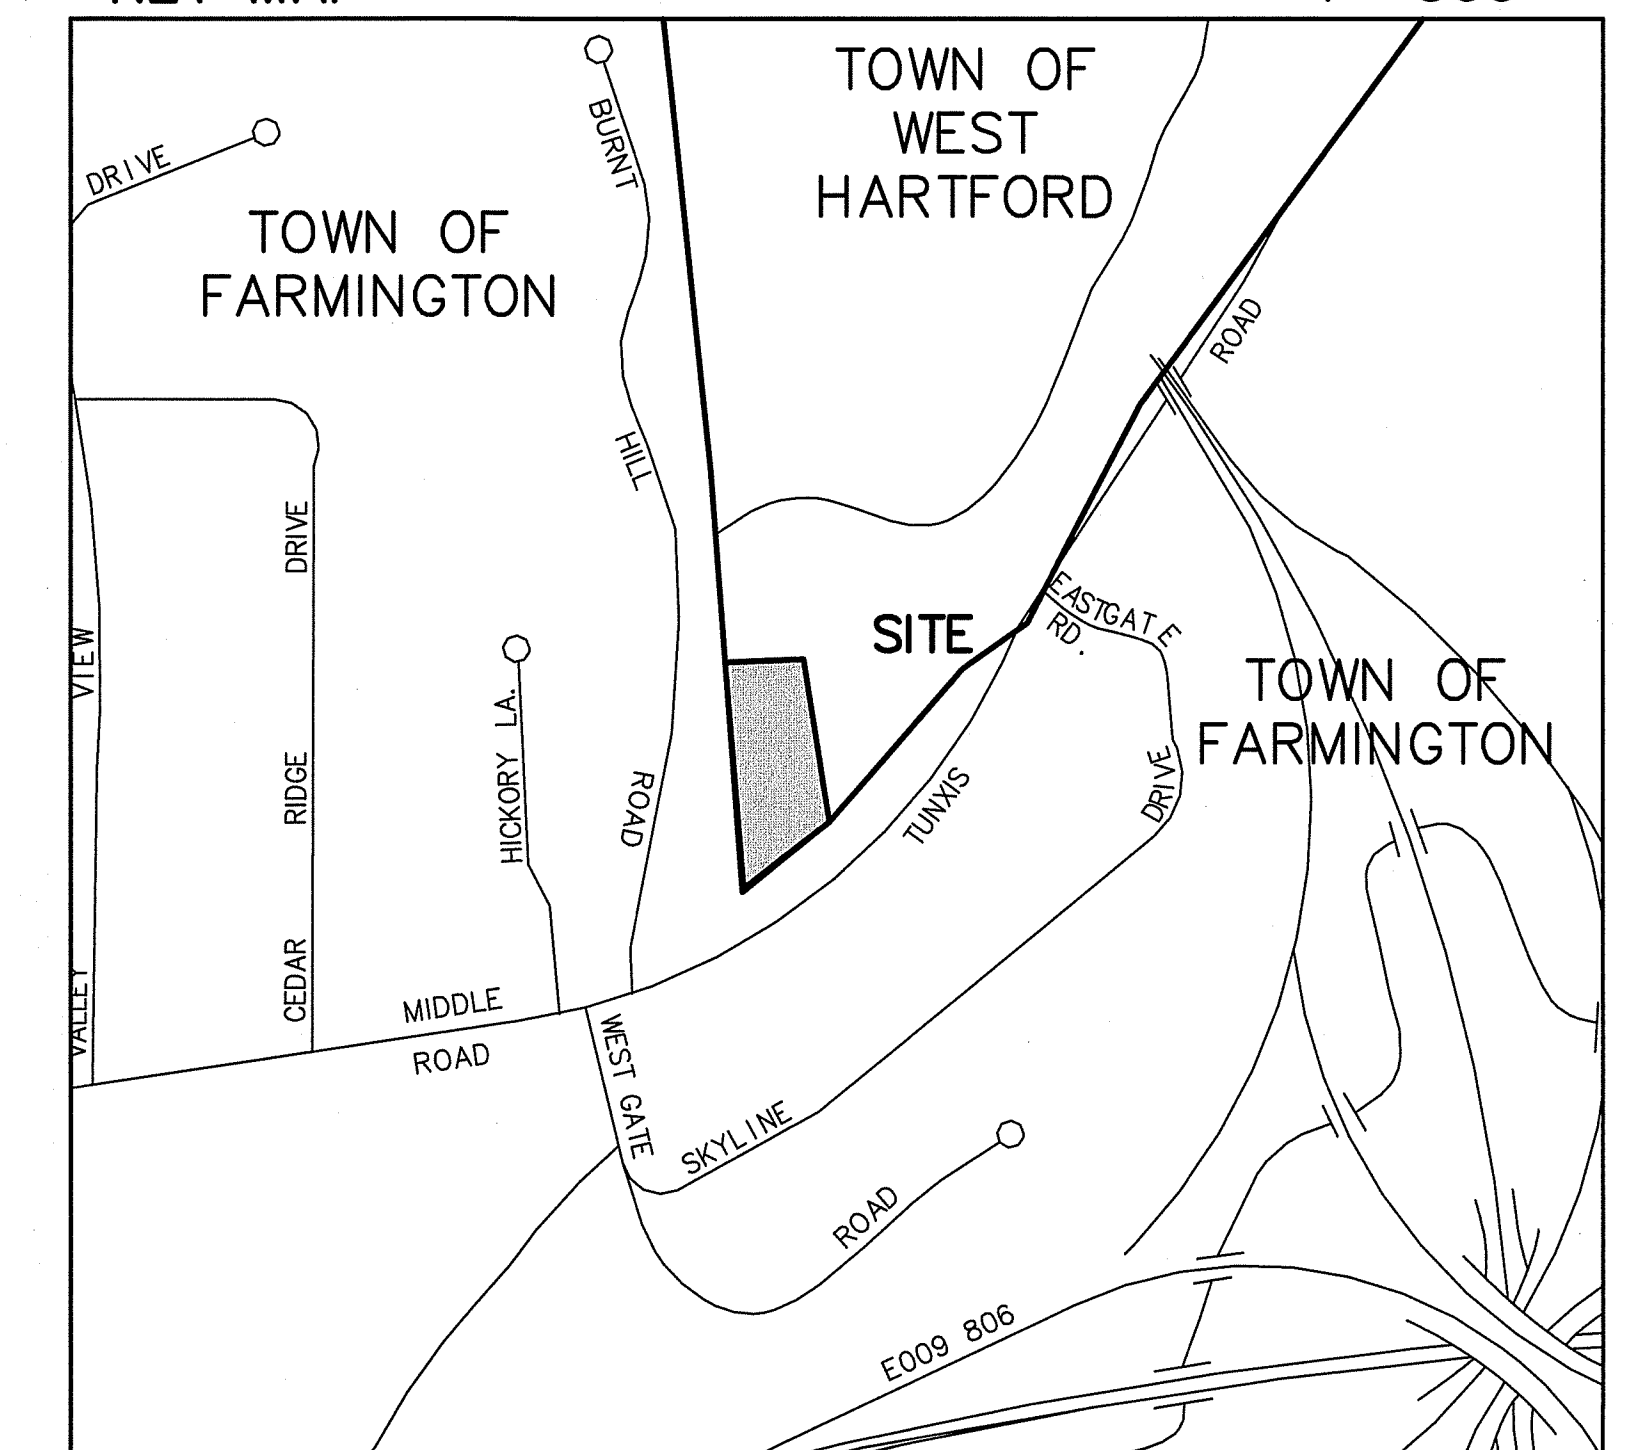 TOWN OF
WEST
HARTFORD
BURNT
DRIVE
TOWN OF
FARMINGTON
ROAD
HILL
DRIVE
EASTGATE
RD.
SITE
VIEW
TOWN OF
FARMINGTON
HICKORY LA.
RIDGE
ROAD
TUNXIS
DRIVE
CEDAR
VALLEY
MIDDLE
ROAD
WEST GATE
SKYLINE
ROAD
E009 806